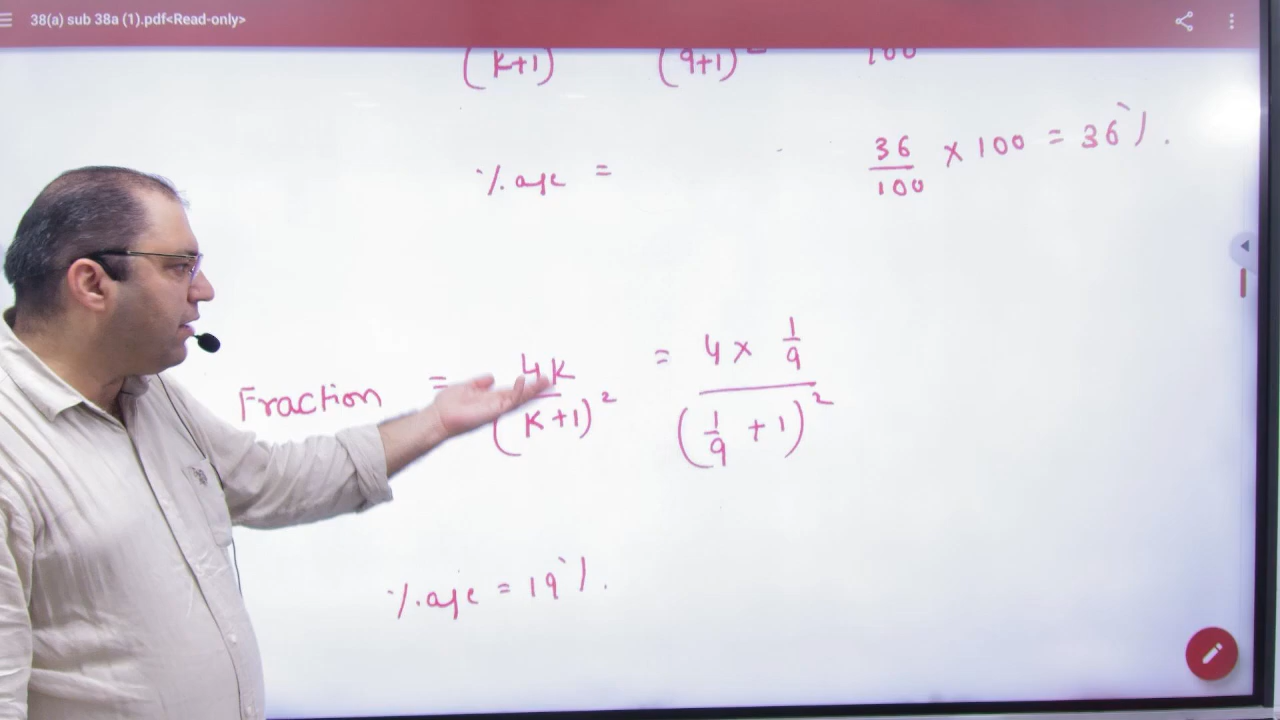 38(a) sub 38a (1).pdf<Read-only>
(K+1) (9+1)² 100
%age = 36/100 × 100 = 36%.
Fraction = 4K/(K+1)² = 4 × 1/9 / (1/9 + 1)²
%age = 19%.